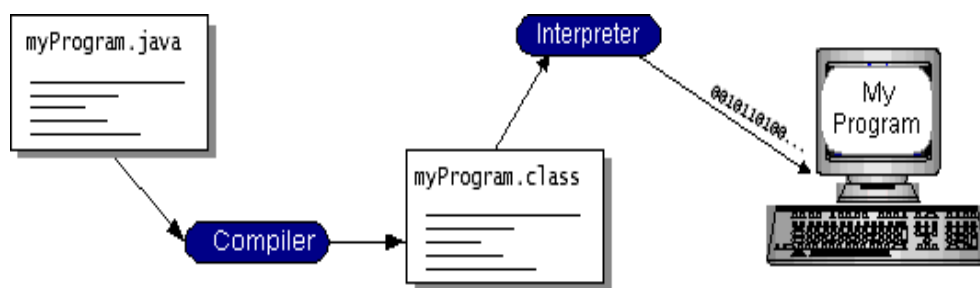 myProgram.java
Compiler
myProgram.class
Interpreter
0010110100...
My
Program